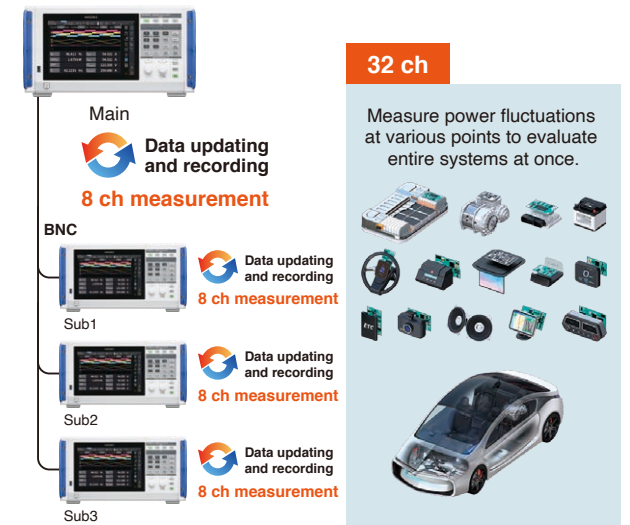 Main
Data updating
and recording
8 ch measurement
BNC
Data updating
and recording
8 ch measurement
Sub1
Data updating
and recording
8 ch measurement
Sub2
Data updating
and recording
8 ch measurement
Sub3
32 ch
Measure power fluctuations
at various points to evaluate
entire systems at once.
ETC